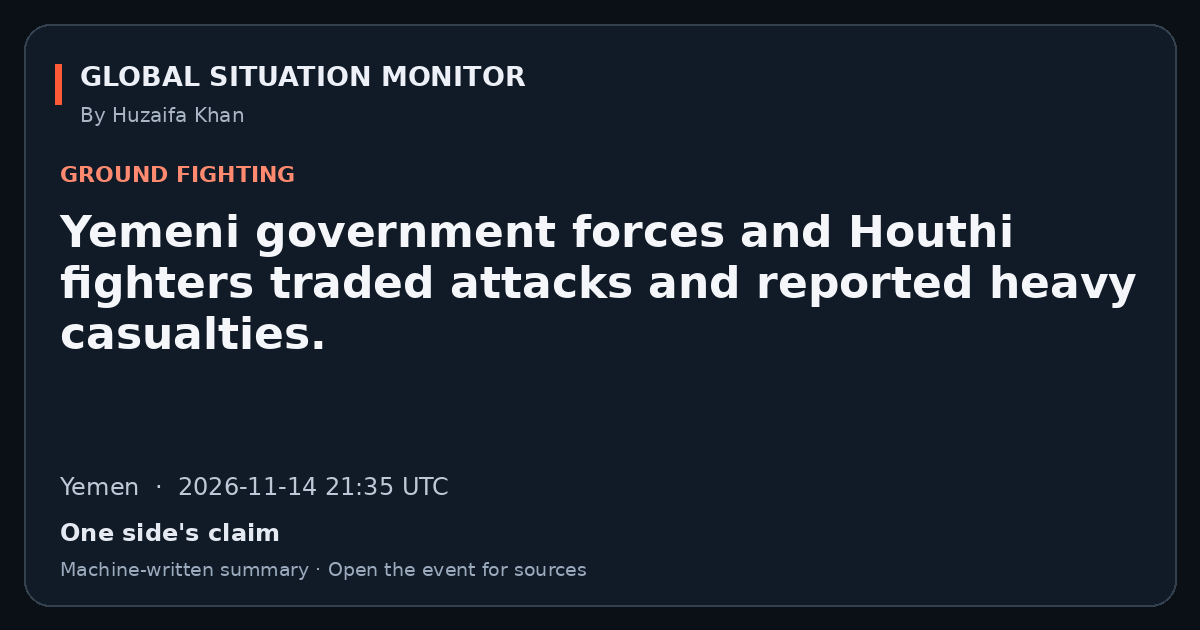 GLOBAL SITUATION MONITOR
By Huzaifa Khan
GROUND FIGHTING
Yemeni government forces and Houthi
fighters traded attacks and reported heavy
casualties.
Yemen · 2026-11-14 21:35 UTC
One side's claim
Machine-written summary · Open the event for sources